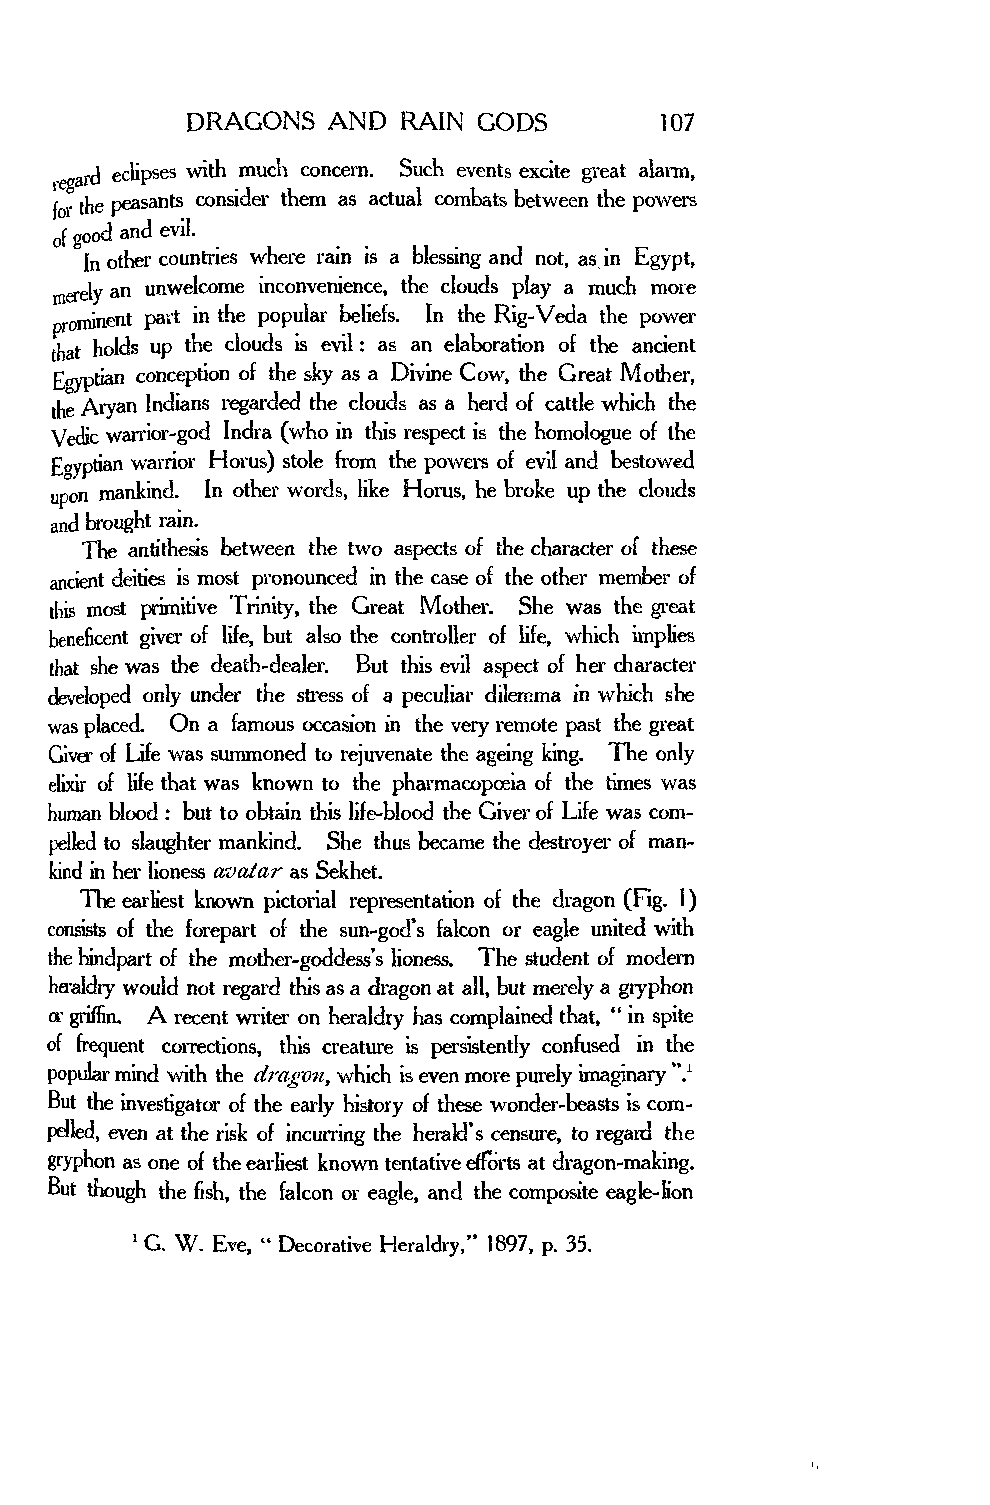 DRAGONS AND RAIN GODS 107
regard eclipses with much concern. Such events excite great alarm,
for the peasants consider them as actual combats between the powers
of good and evil.
In other countries where rain is a blessing and not, as in Egypt,
merely an unwelcome inconvenience, the clouds play a much more
prominent part in the popular beliefs. In the Rig-Veda the power
that holds up the clouds is evil : as an elaboration of the ancient
Egyptian conception of the sky as a Divine Cow, the Great Mother,
the Aryan Indians regarded the clouds as a herd of cattle which the
Vedic warrior-god Indra (who in this respect is the homologue of the
Egyptian warrior Horus) stole from the powers of evil and bestowed
upon mankind. In other words, like Horus, he broke up the clouds
and brought rain.
The antithesis between the two aspects of the character of these
ancient deities is most pronounced in the case of the other member of
this most primitive Trinity, the Great Mother. She was the great
beneficent giver of life, but also the controller of life, which implies
that she was the death-dealer. But this evil aspect of her character
developed only under the stress of a peculiar dilemma in which she
was placed. On a famous occasion in the very remote past the great
Giver of Life was summoned to rejuvenate the ageing king. The only
elixir of life that was known to the pharmacopœia of the times was
human blood : but to obtain this life-blood the Giver of Life was com-
pelled to slaughter mankind. She thus became the destroyer of man-
kind in her lioness avatar as Sekhet.
The earliest known pictorial representation of the dragon (Fig. 1)
consists of the forepart of the sun-god's falcon or eagle united with
the hindpart of the mother-goddess's lioness. The student of modern
heraldry would not regard this as a dragon at all, but merely a gryphon
or griffin. A recent writer on heraldry has complained that, “ in spite
of frequent corrections, this creature is persistently confused in the
popular mind with the dragon, which is even more purely imaginary ”.¹
But the investigator of the early history of these wonder-beasts is com-
pelled, even at the risk of incurring the herald's censure, to regard the
gryphon as one of the earliest known tentative efforts at dragon-making.
But though the fish, the falcon or eagle, and the composite eagle-lion
¹ G. W. Eve, “ Decorative Heraldry,” 1897, p. 35.